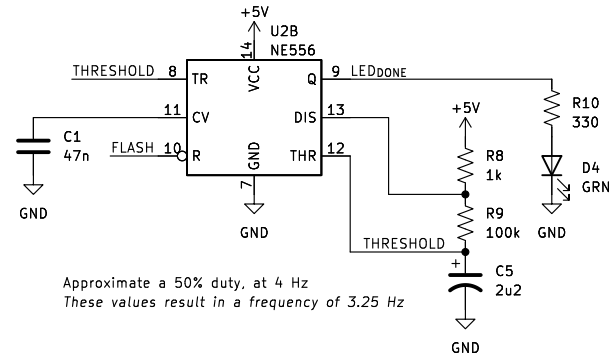 +5V
U2B
NE556
14
VCC
THRESHOLD 8 TR
Q 9 LEDDONE
11 CV
DIS 13
+5V
R10
330
C1
47n
FLASH 10 R
THR 12
GND
7
R8
1k
D4
GRN
GND
GND
GND
R9
100k
THRESHOLD
+
C5
2u2
Approximate a 50% duty, at 4 Hz
These values result in a frequency of 3.25 Hz
GND